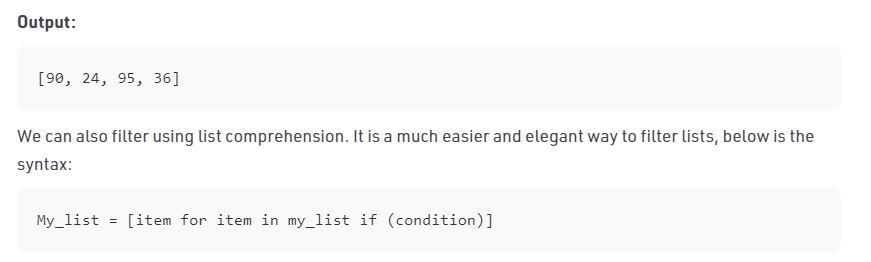 Output:
[90, 24, 95, 36]
We can also filter using list comprehension. It is a much easier and elegant way to filter lists, below is the
syntax:
My_list = [item for item in my_list if (condition)]